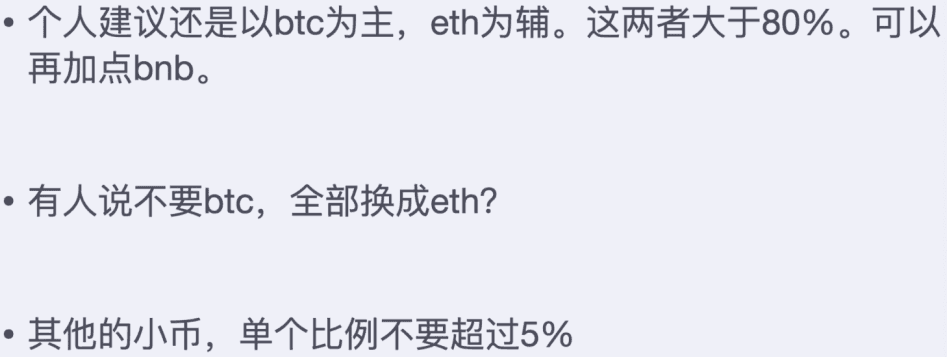 • 个人建议还是以btc为主，eth为辅。这两者大于80%。可以
再加点bnb。
• 有人说不要btc，全部换成eth?
• 其他的小币，单个比例不要超过5%